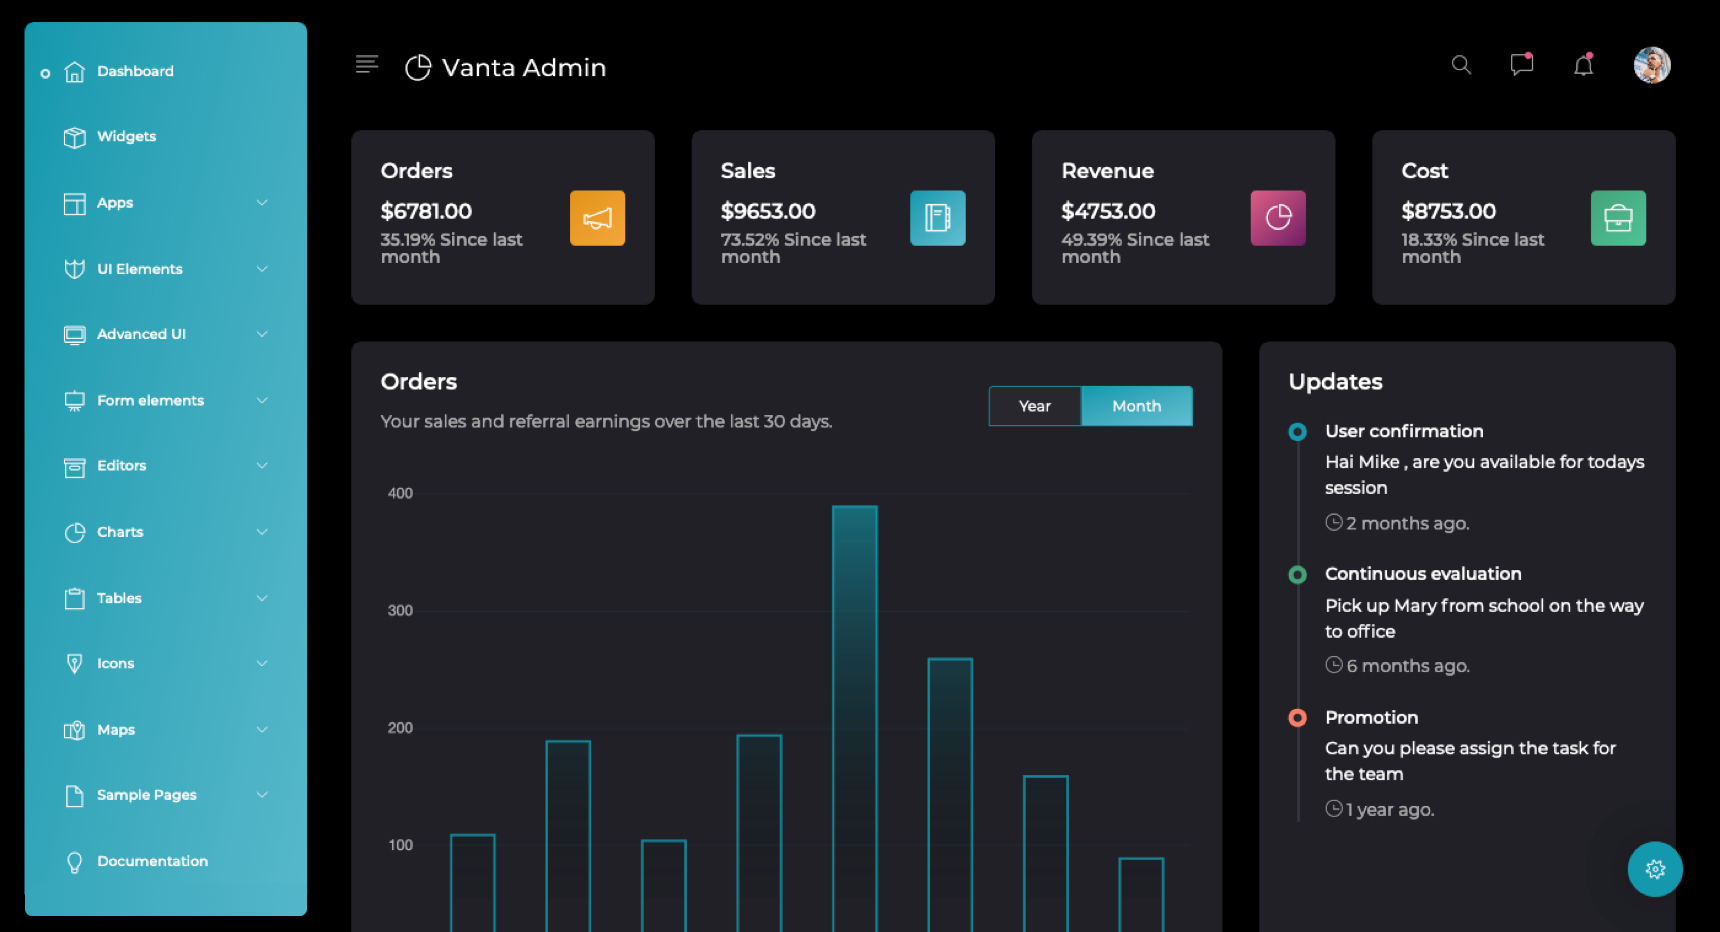 Dashboard
Widgets
Apps
UI Elements
Advanced UI
Form elements
Editors
Charts
Tables
Icons
Maps
Sample Pages
Documentation
Vanta Admin
Orders
$6781.00
35.19% Since last
month
Sales
$9653.00
73.52% Since last
month
Revenue
$4753.00
49.39% Since last
month
Cost
$8753.00
18.33% Since last
month
Orders
Your sales and referral earnings over the last 30 days.
Year
Month
400
300
200
100
Updates
User confirmation
Hai Mike , are you available for todays
session
2 months ago.
Continuous evaluation
Pick up Mary from school on the way
to office
6 months ago.
Promotion
Can you please assign the task for
the team
1 year ago.